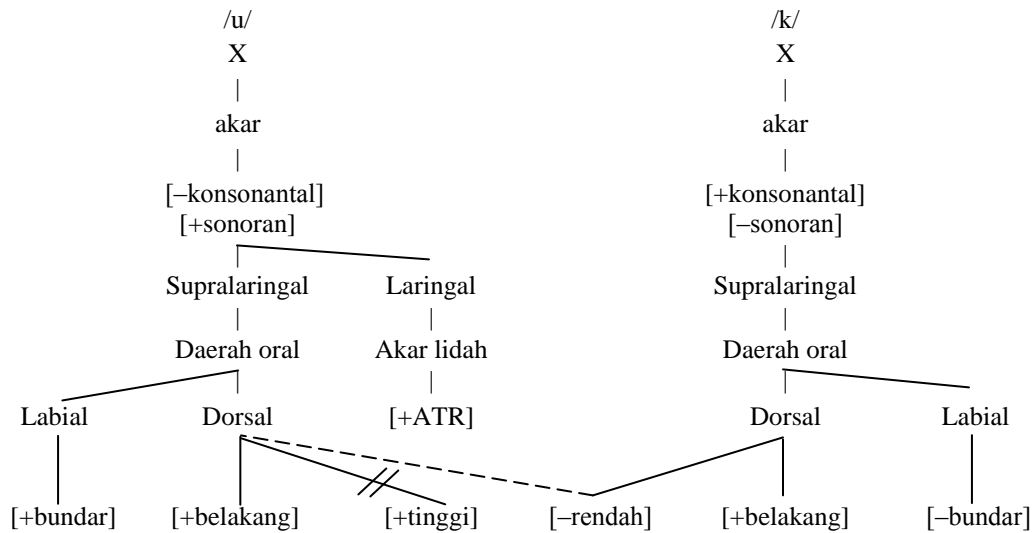 /u/ /k/
X X
akar akar
[–konsonantal] [+konsonantal]
[+sonoran] [–sonoran]
Supralaringal Laringal Supralaringal
Daerah oral Akar lidah Daerah oral
Labial Dorsal [+ATR] Dorsal Labial
[+bundar] [+belakang] [+tinggi] [–rendah] [+belakang] [–bundar]